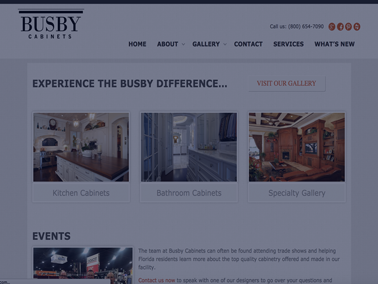 BUSBY
CABINETS
Call us: (800) 654-7090
HOME ABOUT GALLERY CONTACT SERVICES WHAT'S NEW
EXPERIENCE THE BUSBY DIFFERENCE...
VISIT OUR GALLERY
Kitchen Cabinets
Bathroom Cabinets
Specialty Gallery
EVENTS
The team at Busby Cabinets can often be found attending trade shows and helping
Florida residents learn more about the top quality cabinetry offered and made in our
facility.
Contact us now to speak with one of our designers to go over your questions and